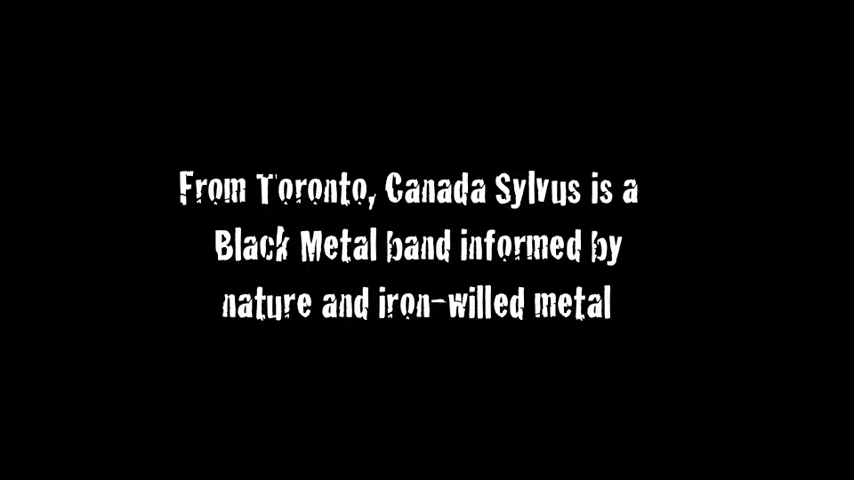 From Toronto, Canada Sylvus is a
Black Metal band informed by
nature and iron-willed metal